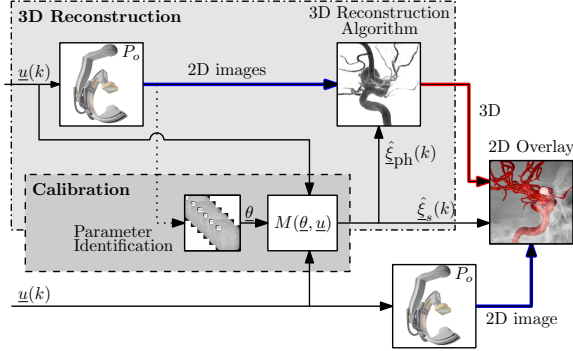 3D Reconstruction
3D Reconstruction
Algorithm
u(k)
P_o
2D images
3D
ξ̂_ph(k)
2D Overlay
Calibration
Parameter
Identification
θ
M(θ, u)
ξ̂_s(k)
u(k)
P_o
2D image